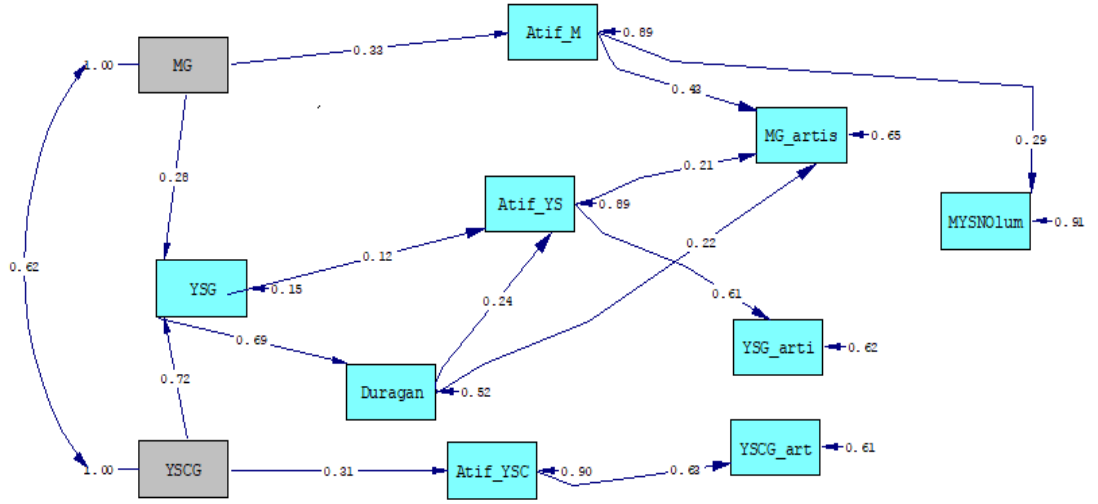 Atif_M
0.89
0.33
1.00
MG
0.43
MG_artis
0.65
0.29
0.21
0.28
Atif_YS
0.89
MYSNOlum
0.91
0.22
0.12
0.62
YSG
0.15
0.24
0.61
0.69
YSG_arti
0.62
0.72
Duragan
0.52
YSCG_art
0.61
1.00
YSCG
0.31
Atif_YSC
0.90
0.63